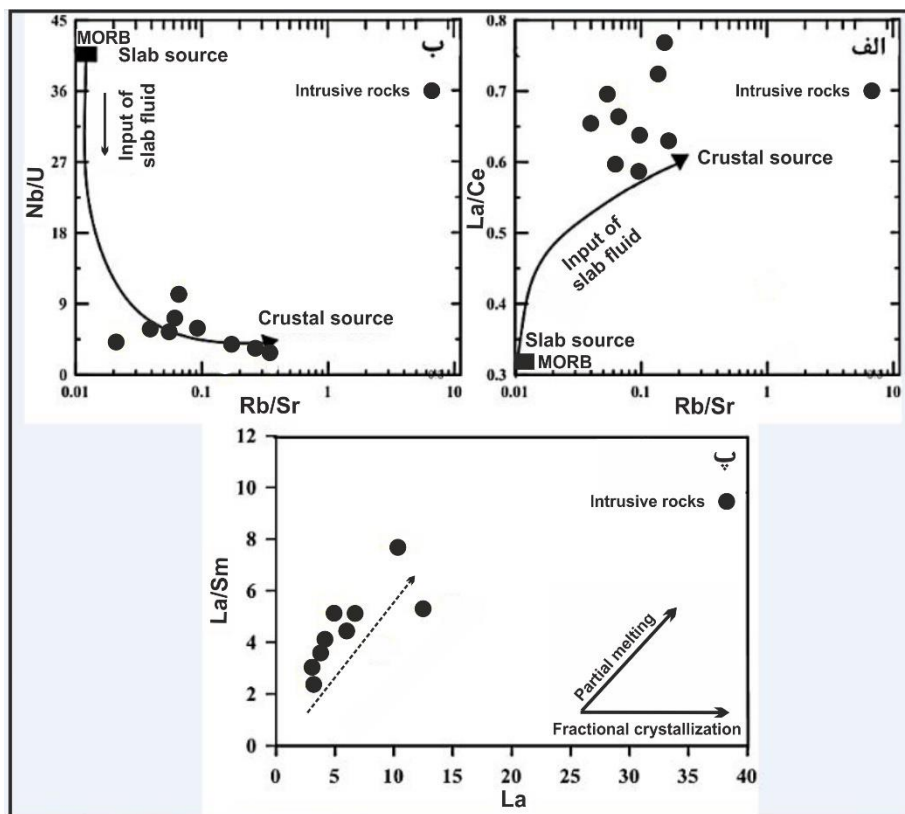 ب
MORB
Slab source
Intrusive rocks
Input of
slab fluid
Crustal source
Nb/U
45
36
27
18
9
0
0.01
0.1
1
10
Rb/Sr
الف
Intrusive rocks
Crustal source
Input of
slab fluid
Slab source
MORB
La/Ce
0.8
0.7
0.6
0.5
0.4
0.3
0.01
0.1
1
10
Rb/Sr
پ
Intrusive rocks
Partial melting
Fractional crystallization
La/Sm
12
10
8
6
4
2
0
0
5
10
15
20
25
30
35
40
La